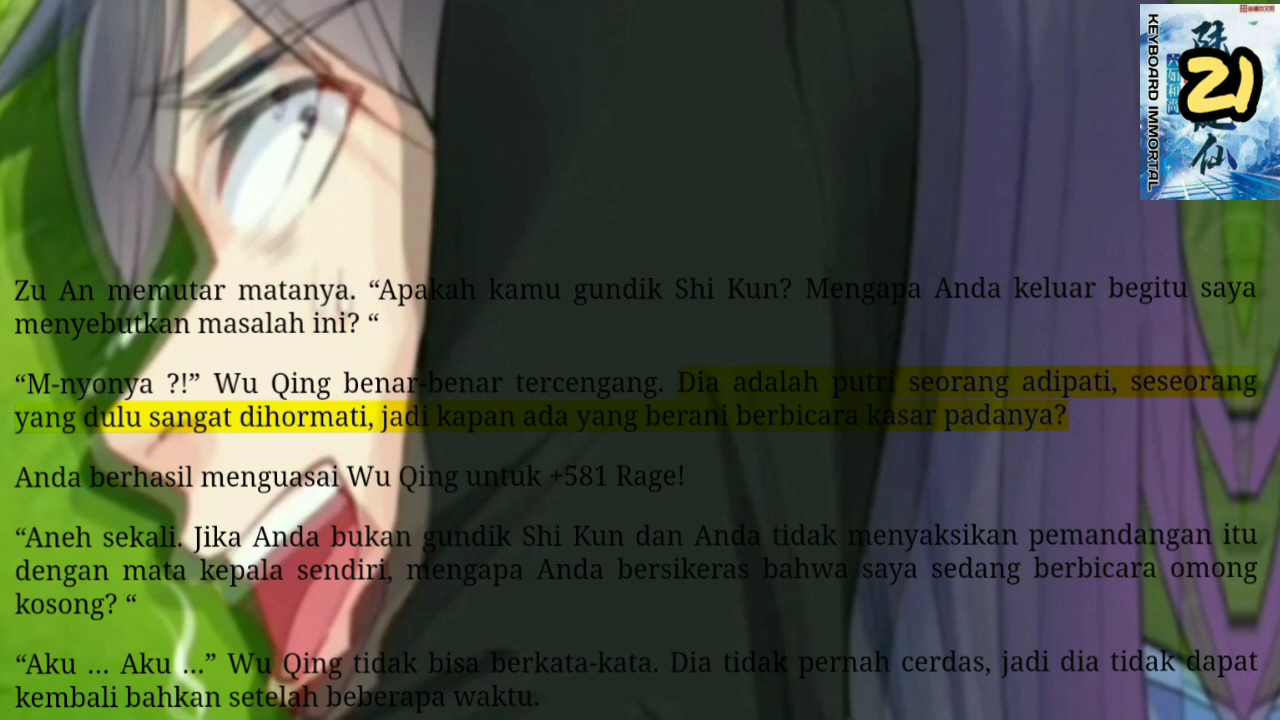 KEYBOARD IMMORTAL
21
六如和尚
仙
Zu An memutar matanya. “Apakah kamu gundik Shi Kun? Mengapa Anda keluar begitu saya
menyebutkan masalah ini? “
“M-nyonya ?!” Wu Qing benar-benar tercengang. Dia adalah putri seorang adipati, seseorang
yang dulu sangat dihormati, jadi kapan ada yang berani berbicara kasar padanya?
Anda berhasil menguasai Wu Qing untuk +581 Rage!
“Aneh sekali. Jika Anda bukan gundik Shi Kun dan Anda tidak menyaksikan pemandangan itu
dengan mata kepala sendiri, mengapa Anda bersikeras bahwa saya sedang berbicara omong
kosong? “
“Aku ... Aku ...” Wu Qing tidak bisa berkata-kata. Dia tidak pernah cerdas, jadi dia tidak dapat
kembali bahkan setelah beberapa waktu.